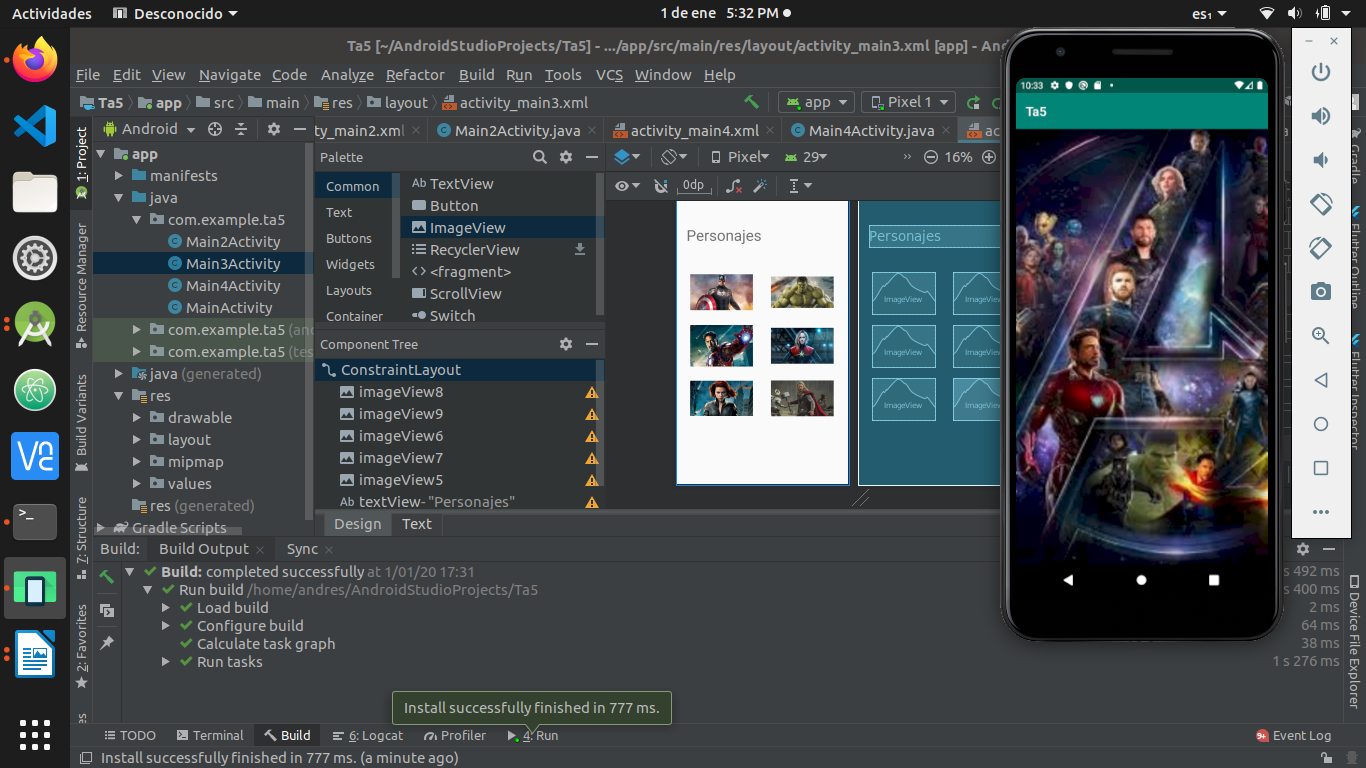 Actividades
Desconocido
1 de ene 5:32 PM
es₁
Ta5 [~/AndroidStudioProjects/Ta5] - .../app/src/main/res/layout/activity_main3.xml [app] - An
File Edit View Navigate Code Analyze Refactor Build Run Tools VCS Window Help
Ta5 app src main res layout activity_main3.xml
app
Pixel 1
Android
ty_main2.xml
Main2Activity.java
activity_main4.xml
Main4Activity.java
ac
1: Project
Resource Manager
Build Variants
7: Structure
2: Favorites
app
manifests
java
com.example.ta5
Main2Activity
Main3Activity
Main4Activity
MainActivity
com.example.ta5 (and
com.example.ta5 (tes
java (generated)
res
drawable
layout
mipmap
values
res (generated)
Gradle Scripts
Palette
Common
Text
Buttons
Widgets
Layouts
Container
Ab TextView
Button
ImageView
RecyclerView
<fragment>
ScrollView
Switch
Component Tree
ConstraintLayout
imageView8
imageView9
imageView6
imageView7
imageView5
Ab textView- "Personajes"
Design Text
Pixel
29
16%
0dp
Personajes
Personajes
ImageView
ImageView
ImageView
ImageView
ImageView
ImageView
10:33
Ta5
Gradle
Flutter Outline
Flutter Inspector
Device File Explorer
Build: Build Output Sync
Build: completed successfully at 1/01/20 17:31
s 492 ms
Run build /home/andres/AndroidStudioProjects/Ta5
s 400 ms
Load build
2 ms
Configure build
64 ms
Calculate task graph
38 ms
Run tasks
1 s 276 ms
Install successfully finished in 777 ms.
TODO Terminal Build 6: Logcat Profiler 4: Run
9+ Event Log
Install successfully finished in 777 ms. (a minute ago)